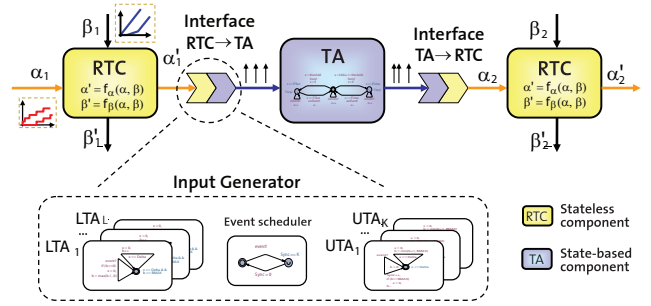 β1
Interface
RTC→TA
Interface
TA→RTC
β2
α1
RTC
α' = fα(α, β)
β' = fβ(α, β)
α'1
TA
α2
RTC
α' = fα(α, β)
β' = fβ(α, β)
α'2
β'1
β'2
Input Generator
LTAL
...
LTA1
Event scheduler
event!
UTAK
...
UTA1
RTC
Stateless
component
TA
State-based
component